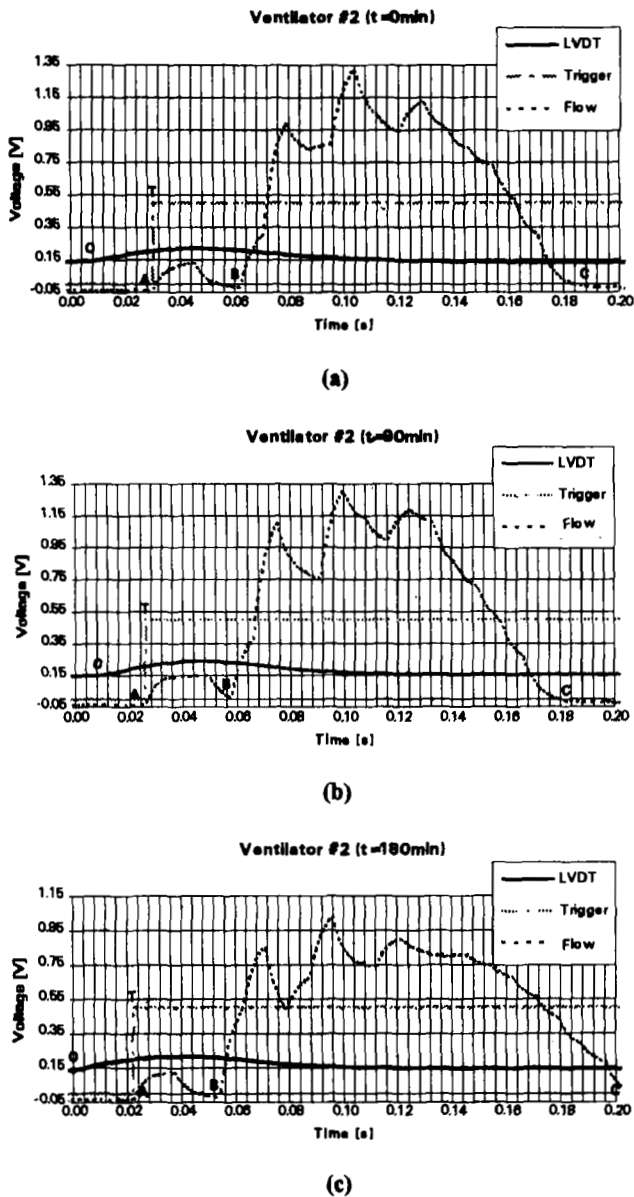 Ventilator #2 (t=0min)
LVDT
Trigger
Flow
Voltage [V]
1.35
1.15
0.95
0.75
0.55
0.35
0.15
-0.05
T
O
A
B
C
0.00 0.02 0.04 0.06 0.08 0.10 0.12 0.14 0.16 0.18 0.20
Time [s]
(a)
Ventilator #2 (t=90min)
LVDT
Trigger
Flow
Voltage [V]
1.35
1.15
0.95
0.75
0.55
0.35
0.15
-0.05
T
O
A
B
C
0.00 0.02 0.04 0.06 0.08 0.10 0.12 0.14 0.16 0.18 0.20
Time [s]
(b)
Ventilator #2 (t=180min)
LVDT
Trigger
Flow
Voltage [V]
1.15
0.95
0.75
0.55
0.35
0.15
-0.05
T
O
A
B
C
0.00 0.02 0.04 0.06 0.08 0.10 0.12 0.14 0.16 0.18 0.20
Time [s]
(c)